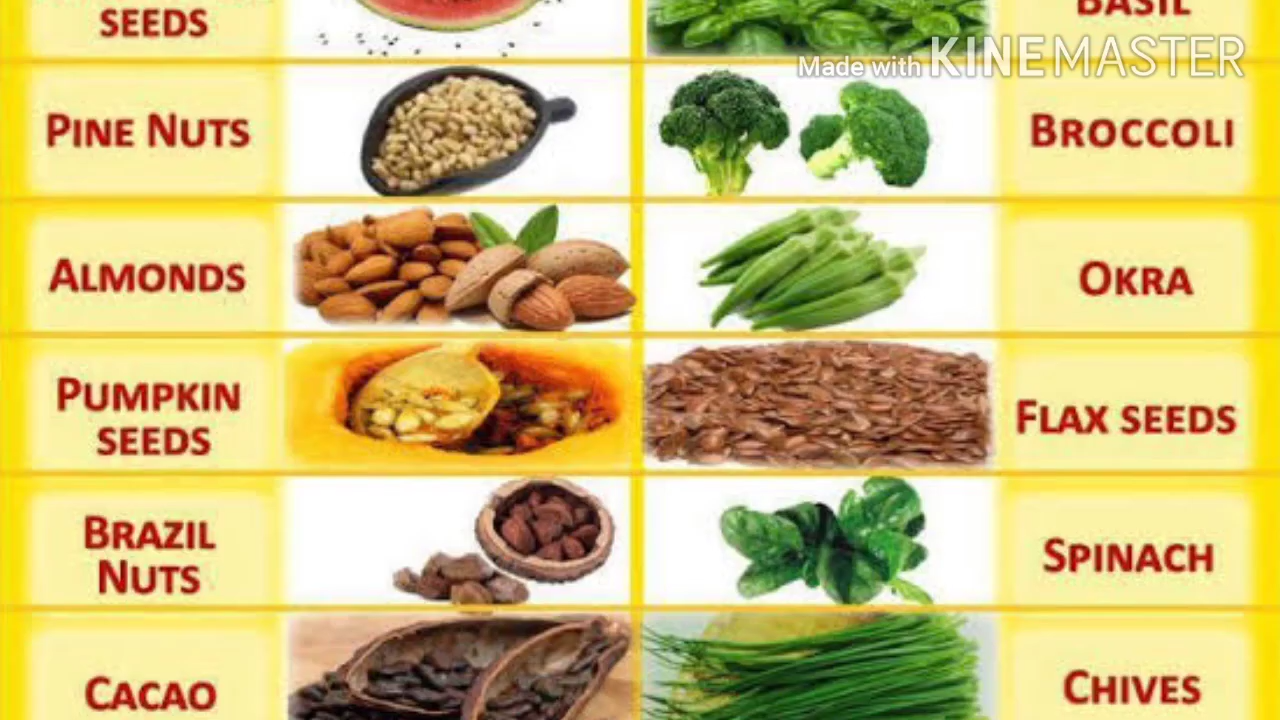 SEEDS
BASIL
Made with KINEMASTER
PINE NUTS
BROCCOLI
ALMONDS
OKRA
PUMPKIN
SEEDS
FLAX SEEDS
BRAZIL
NUTS
SPINACH
CACAO
CHIVES